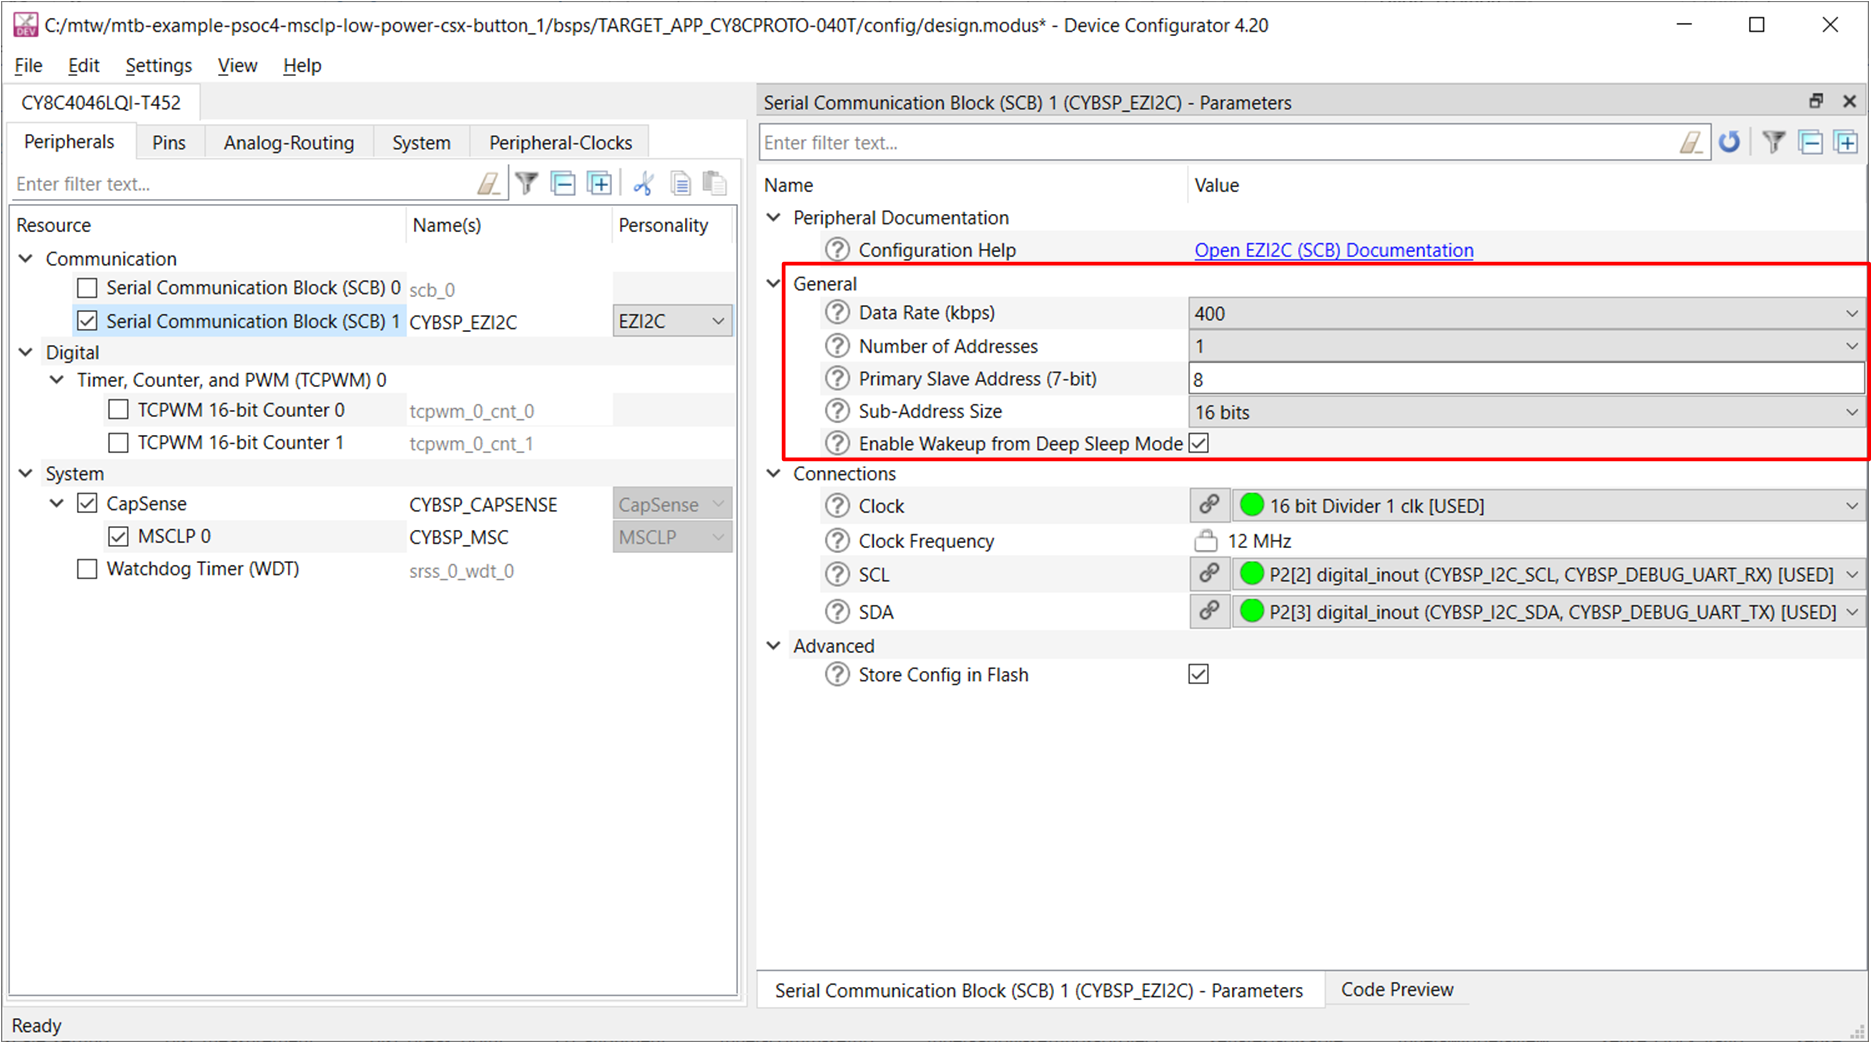 C:/mtw/mtb-example-psoc4-msclp-low-power-csx-button_1/bsps/TARGET_APP_CY8CPROTO-040T/config/design.modus* - Device Configurator 4.20
File Edit Settings View Help
CY8C4046LQI-T452
Peripherals Pins Analog-Routing System Peripheral-Clocks
Enter filter text...
Resource Name(s) Personality
Communication
Serial Communication Block (SCB) 0 scb_0
Serial Communication Block (SCB) 1 CYBSP_EZI2C EZI2C
Digital
Timer, Counter, and PWM (TCPWM) 0
TCPWM 16-bit Counter 0 tcpwm_0_cnt_0
TCPWM 16-bit Counter 1 tcpwm_0_cnt_1
System
CapSense CYBSP_CAPSENSE CapSense
MSCLP 0 CYBSP_MSC MSCLP
Watchdog Timer (WDT) srss_0_wdt_0
Serial Communication Block (SCB) 1 (CYBSP_EZI2C) - Parameters
Enter filter text...
Name Value
Peripheral Documentation
Configuration Help Open EZI2C (SCB) Documentation
General
Data Rate (kbps) 400
Number of Addresses 1
Primary Slave Address (7-bit) 8
Sub-Address Size 16 bits
Enable Wakeup from Deep Sleep Mode
Connections
Clock 16 bit Divider 1 clk [USED]
Clock Frequency 12 MHz
SCL P2[2] digital_inout (CYBSP_I2C_SCL, CYBSP_DEBUG_UART_RX) [USED]
SDA P2[3] digital_inout (CYBSP_I2C_SDA, CYBSP_DEBUG_UART_TX) [USED]
Advanced
Store Config in Flash
Serial Communication Block (SCB) 1 (CYBSP_EZI2C) - Parameters Code Preview
Ready